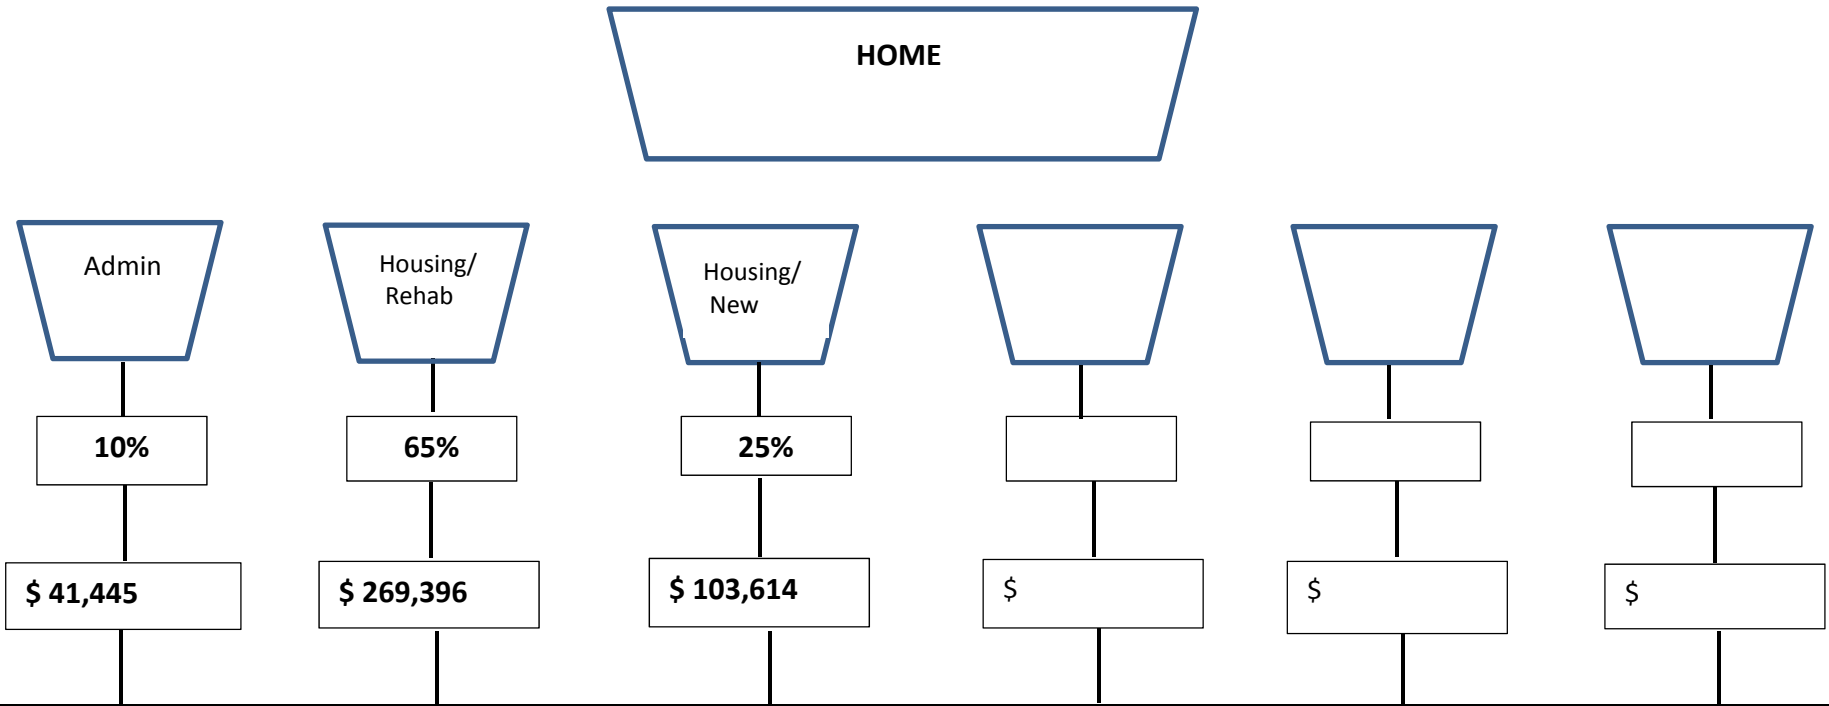 HOME
Admin
Housing/
Rehab
Housing/
New
10%
65%
25%
$ 41,445
$ 269,396
$ 103,614
$
$
$